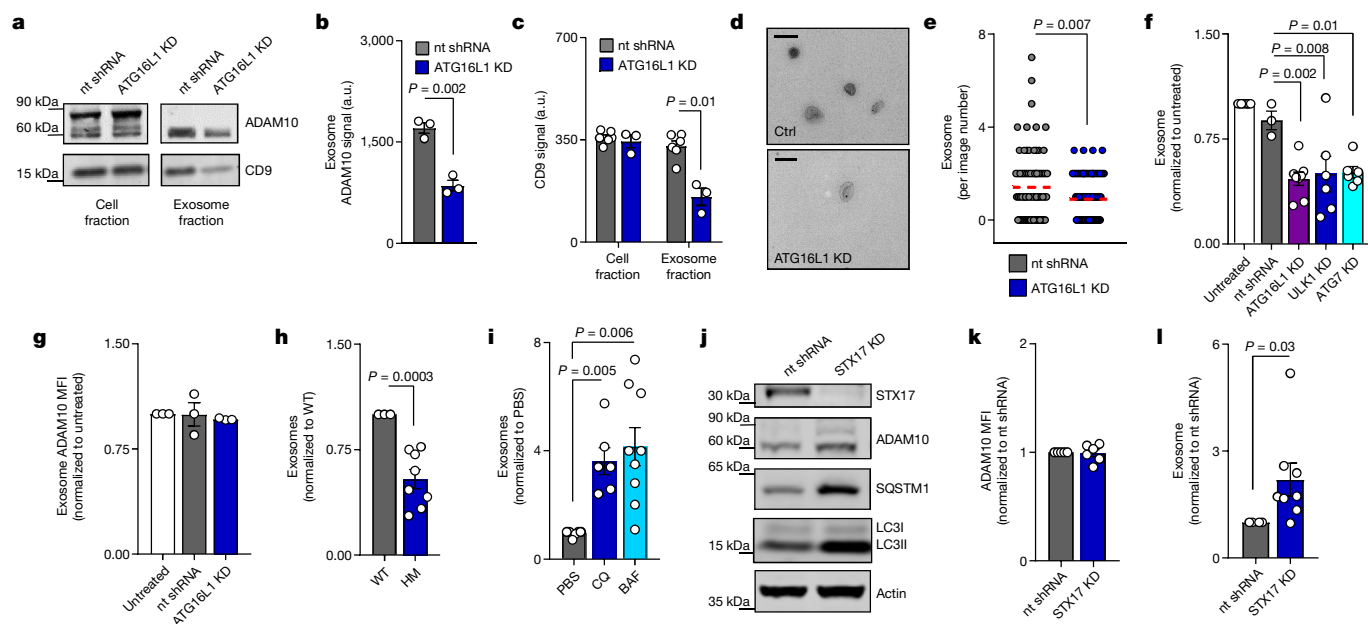 a
nt shRNA
ATG16L1 KD
nt shRNA
ATG16L1 KD
90 kDa
60 kDa
15 kDa
ADAM10
CD9
Cell
fraction
Exosome
fraction
b
Exosome
ADAM10 signal (a.u.)
3,000
1,500
0
nt shRNA
ATG16L1 KD
P = 0.002
c
CD9 signal (a.u.)
700
350
0
nt shRNA
ATG16L1 KD
P = 0.01
Cell
fraction
Exosome
fraction
d
Ctrl
ATG16L1 KD
e
Exosome
(per image number)
8
4
0
P = 0.007
nt shRNA
ATG16L1 KD
f
Exosome
(normalized to untreated)
1.50
0.75
0.00
P = 0.01
P = 0.008
P = 0.002
Untreated
nt shRNA
ATG16L1 KD
ULK1 KD
ATG7 KD
g
Exosome ADAM10 MFI
(normalized to untreated)
1.50
0.75
0.00
Untreated
nt shRNA
ATG16L1 KD
h
Exosomes
(normalized to WT)
1.50
0.75
0.00
P = 0.0003
WT
HM
i
Exosomes
(normalized to PBS)
8
4
0
P = 0.006
P = 0.005
PBS
CQ
BAF
j
nt shRNA
STX17 KD
30 kDa
90 kDa
60 kDa
65 kDa
15 kDa
35 kDa
STX17
ADAM10
SQSTM1
LC3I
LC3II
Actin
k
ADAM10 MFI
(normalized to nt shRNA)
2
1
0
nt shRNA
STX17 KD
l
Exosome
(normalized to nt shRNA)
6
3
0
P = 0.03
nt shRNA
STX17 KD